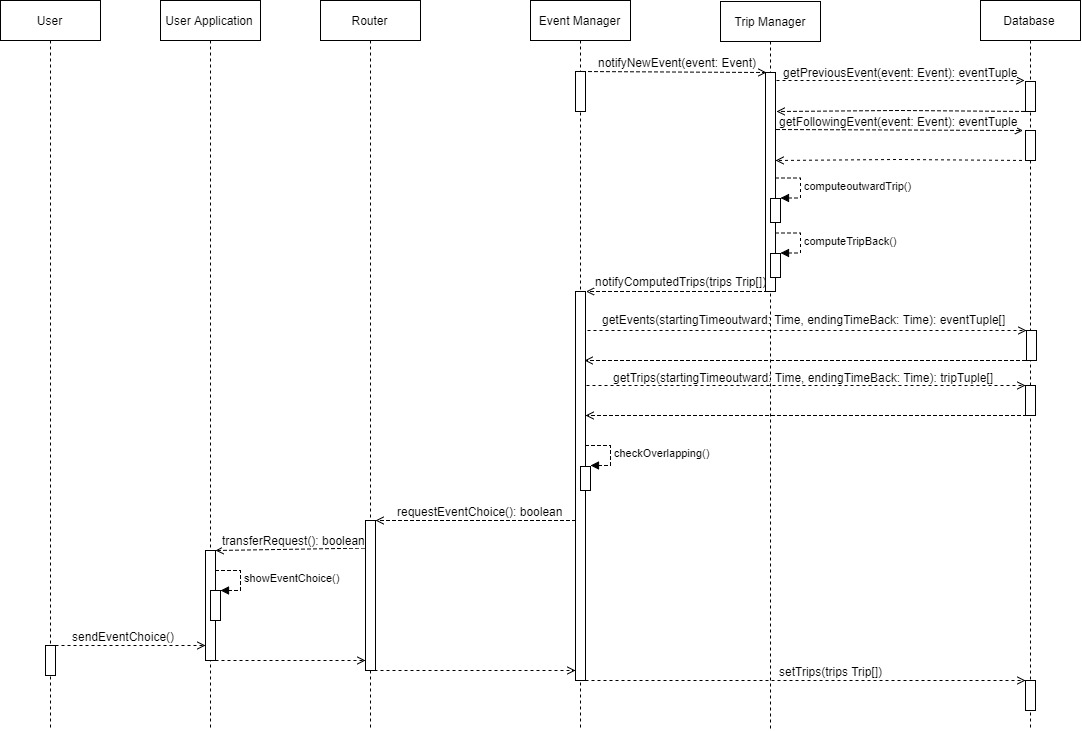 User
User Application
Router
Event Manager
Trip Manager
Database
notifyNewEvent(event: Event)
getPreviousEvent(event: Event): eventTuple
getFollowingEvent(event: Event): eventTuple
computeoutwardTrip()
computeTripBack()
notifyComputedTrips(trips Trip[])
getEvents(startingTimeoutward: Time, endingTimeBack: Time): eventTuple[]
getTrips(startingTimeoutward: Time, endingTimeBack: Time): tripTuple[]
checkOverlapping()
requestEventChoice(): boolean
transferRequest(): boolean
showEventChoice()
sendEventChoice()
setTrips(trips Trip[])